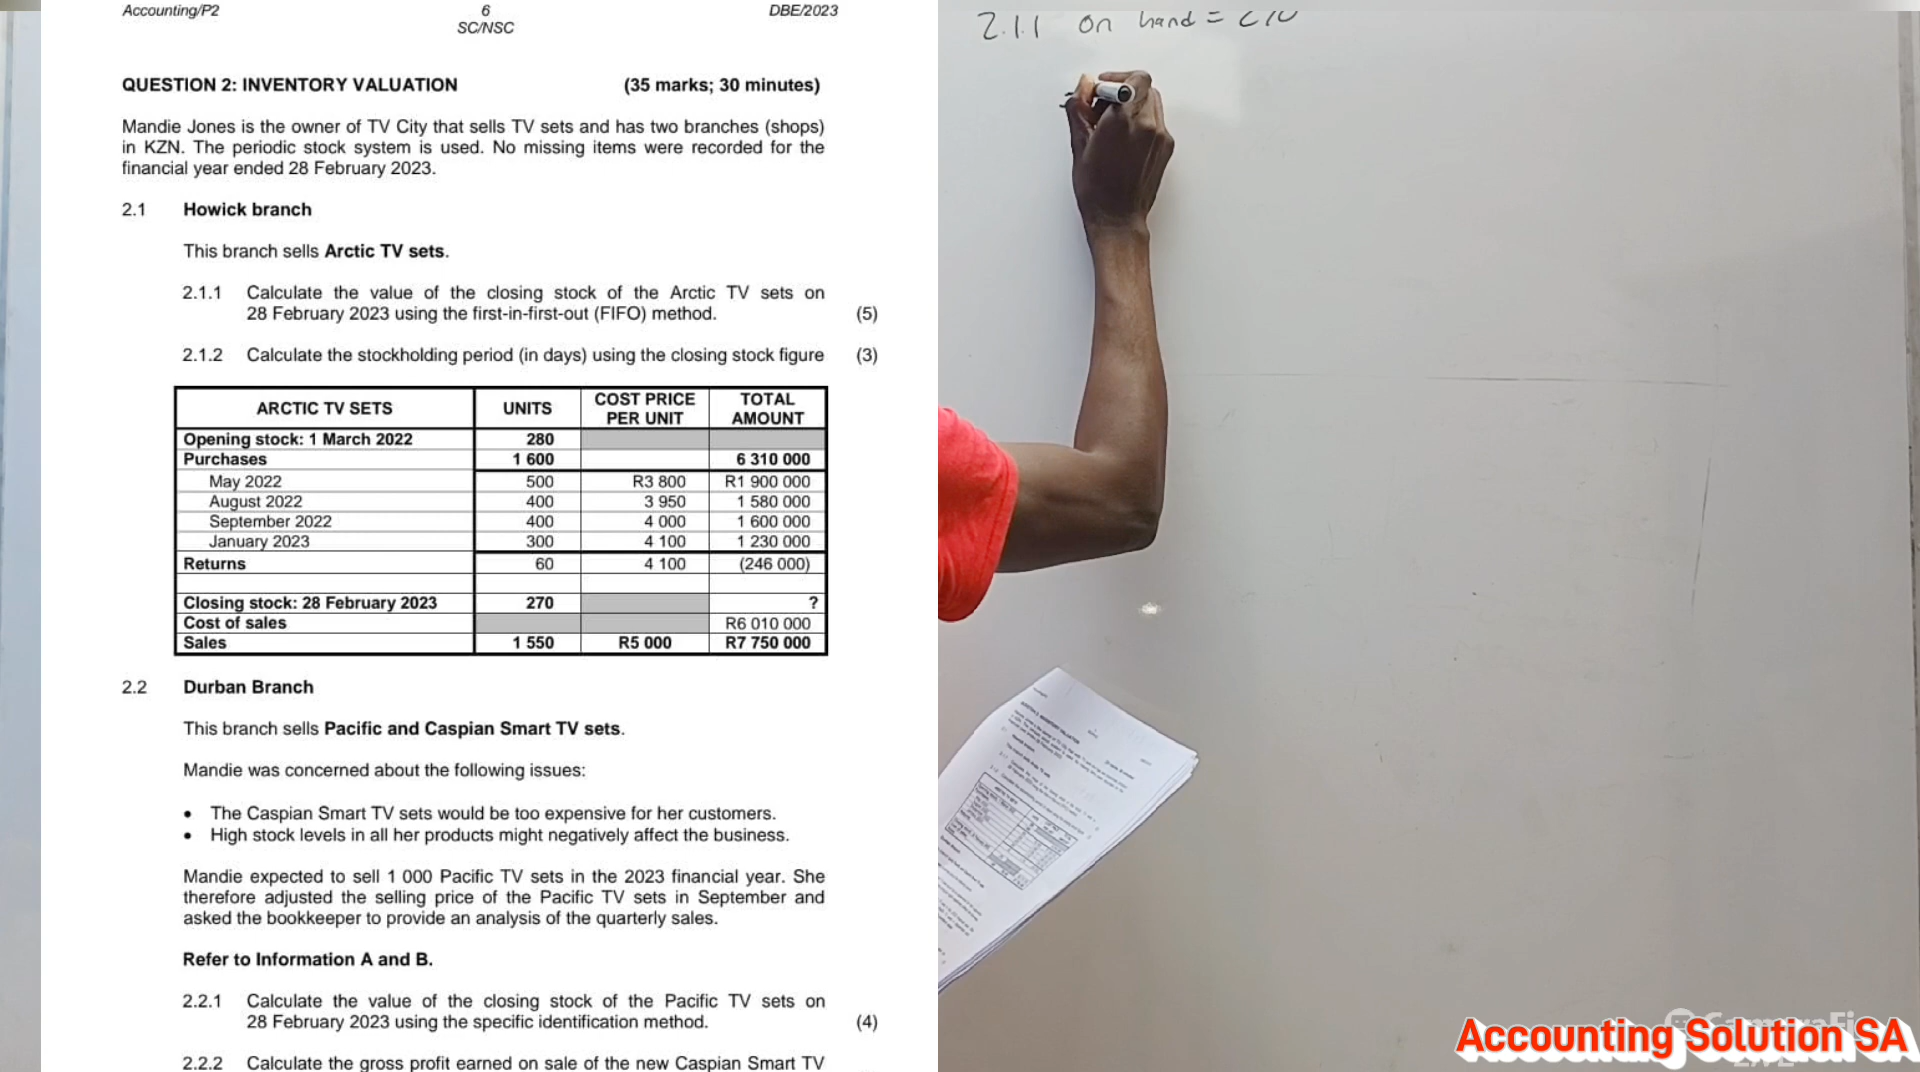 Accounting/P2 6 DBE/2023
SC/NSC
QUESTION 2: INVENTORY VALUATION (35 marks; 30 minutes)
Mandie Jones is the owner of TV City that sells TV sets and has two branches (shops)
in KZN. The periodic stock system is used. No missing items were recorded for the
financial year ended 28 February 2023.
2.1 Howick branch
This branch sells Arctic TV sets.
2.1.1 Calculate the value of the closing stock of the Arctic TV sets on
28 February 2023 using the first-in-first-out (FIFO) method. (5)
2.1.2 Calculate the stockholding period (in days) using the closing stock figure (3)
ARCTIC TV SETS UNITS COST PRICE PER UNIT TOTAL AMOUNT
Opening stock: 1 March 2022 280
Purchases 1 600 6 310 000
May 2022 500 R3 800 R1 900 000
August 2022 400 3 950 1 580 000
September 2022 400 4 000 1 600 000
January 2023 300 4 100 1 230 000
Returns 60 4 100 (246 000)
Closing stock: 28 February 2023 270 ?
Cost of sales R6 010 000
Sales 1 550 R5 000 R7 750 000
2.2 Durban Branch
This branch sells Pacific and Caspian Smart TV sets.
Mandie was concerned about the following issues:
• The Caspian Smart TV sets would be too expensive for her customers.
• High stock levels in all her products might negatively affect the business.
Mandie expected to sell 1 000 Pacific TV sets in the 2023 financial year. She
therefore adjusted the selling price of the Pacific TV sets in September and
asked the bookkeeper to provide an analysis of the quarterly sales.
Refer to Information A and B.
2.2.1 Calculate the value of the closing stock of the Pacific TV sets on
28 February 2023 using the specific identification method. (4)
2.2.2 Calculate the gross profit earned on sale of the new Caspian Smart TV
2.1.1 on hand =
Accounting Solution SA